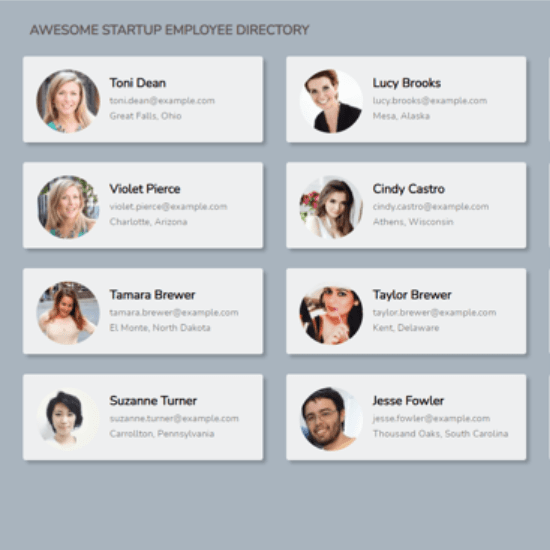 AWESOME STARTUP EMPLOYEE DIRECTORY
Toni Dean
toni.dean@example.com
Great Falls, Ohio
Lucy Brooks
lucy.brooks@example.com
Mesa, Alaska
Violet Pierce
violet.pierce@example.com
Charlotte, Arizona
Cindy Castro
cindy.castro@example.com
Athens, Wisconsin
Tamara Brewer
tamara.brewer@example.com
El Monte, North Dakota
Taylor Brewer
taylor.brewer@example.com
Kent, Delaware
Suzanne Turner
suzanne.turner@example.com
Carrollton, Pennsylvania
Jesse Fowler
jesse.fowler@example.com
Thousand Oaks, South Carolina